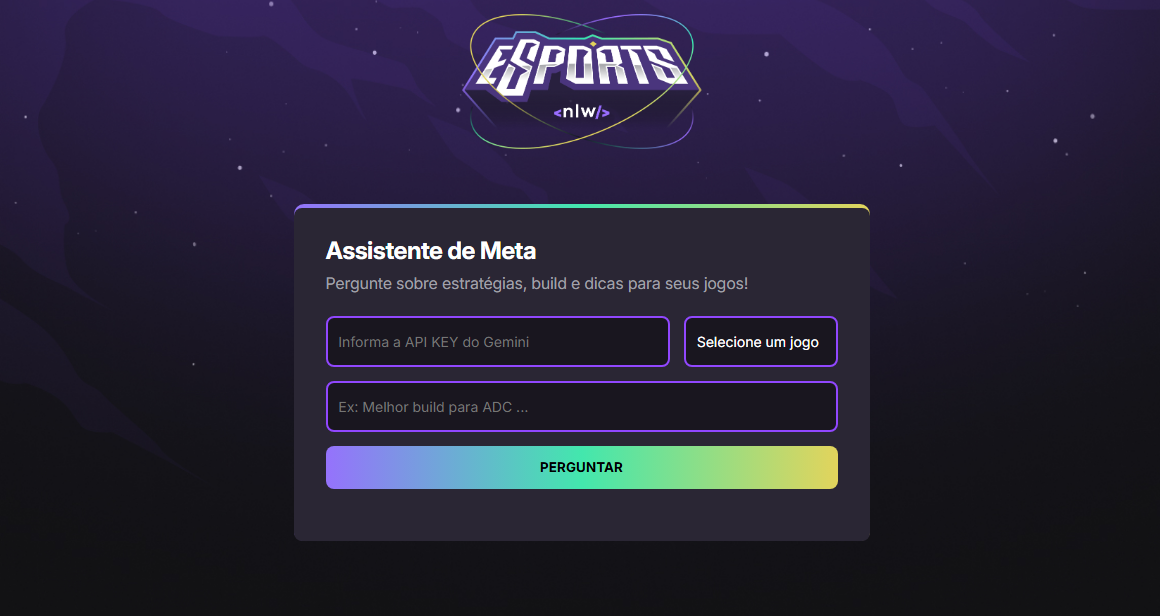 ESPORTS
<nlw/>
Assistente de Meta
Pergunte sobre estratégias, build e dicas para seus jogos!
Informa a API KEY do Gemini
Selecione um jogo
Ex: Melhor build para ADC ...
PERGUNTAR